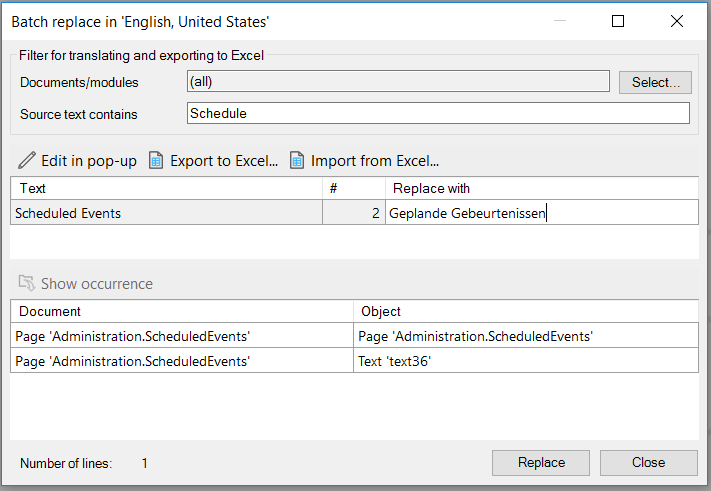 Batch replace in 'English, United States'
Filter for translating and exporting to Excel
Documents/modules (all) Select...
Source text contains Schedule
Edit in pop-up Export to Excel... Import from Excel...
Text # Replace with
Scheduled Events 2 Geplande Gebeurtenissen
Show occurrence
Document Object
Page 'Administration.ScheduledEvents' Page 'Administration.ScheduledEvents'
Page 'Administration.ScheduledEvents' Text 'text36'
Number of lines: 1 Replace Close